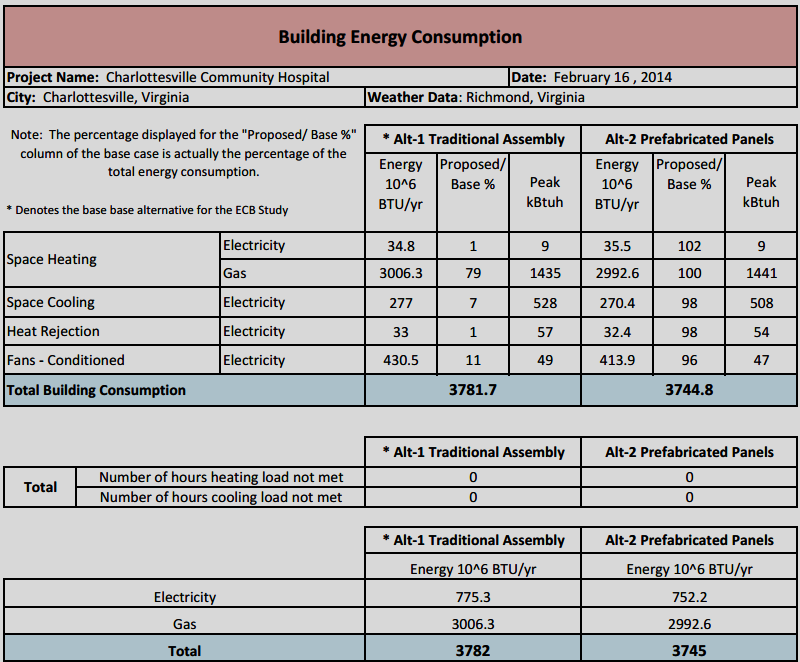 Building Energy Consumption
Project Name: Charlottesville Community Hospital Date: February 16 , 2014
City: Charlottesville, Virginia Weather Data: Richmond, Virginia
Note: The percentage displayed for the "Proposed/ Base %"
column of the base case is actually the percentage of the
total energy consumption.
* Denotes the base base alternative for the ECB Study
* Alt-1 Traditional Assembly Alt-2 Prefabricated Panels
Energy Proposed/ Energy Proposed/
10^6 Base % Peak 10^6 Base % Peak
BTU/yr kBtuh BTU/yr kBtuh
Space Heating
Electricity 34.8 1 9 35.5 102 9
Gas 3006.3 79 1435 2992.6 100 1441
Space Cooling Electricity 277 7 528 270.4 98 508
Heat Rejection Electricity 33 1 57 32.4 98 54
Fans - Conditioned Electricity 430.5 11 49 413.9 96 47
Total Building Consumption 3781.7 3744.8
* Alt-1 Traditional Assembly Alt-2 Prefabricated Panels
Total
Number of hours heating load not met 0 0
Number of hours cooling load not met 0 0
* Alt-1 Traditional Assembly Alt-2 Prefabricated Panels
Energy 10^6 BTU/yr Energy 10^6 BTU/yr
Electricity 775.3 752.2
Gas 3006.3 2992.6
Total 3782 3745